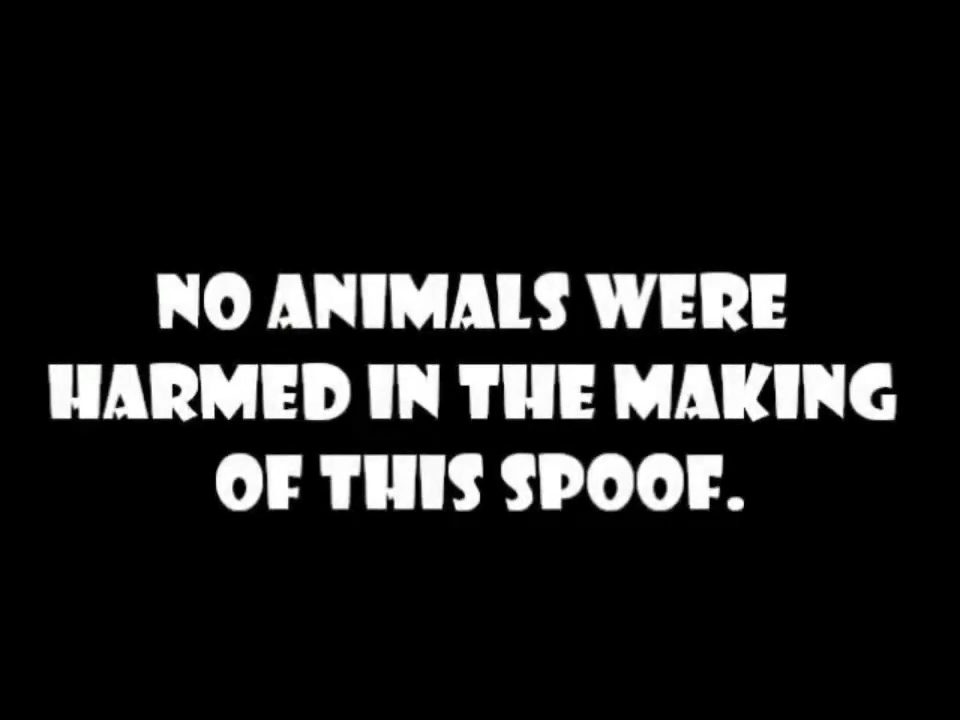 NO ANIMALS WERE
HARMED IN THE MAKING
OF THIS SPOOF.